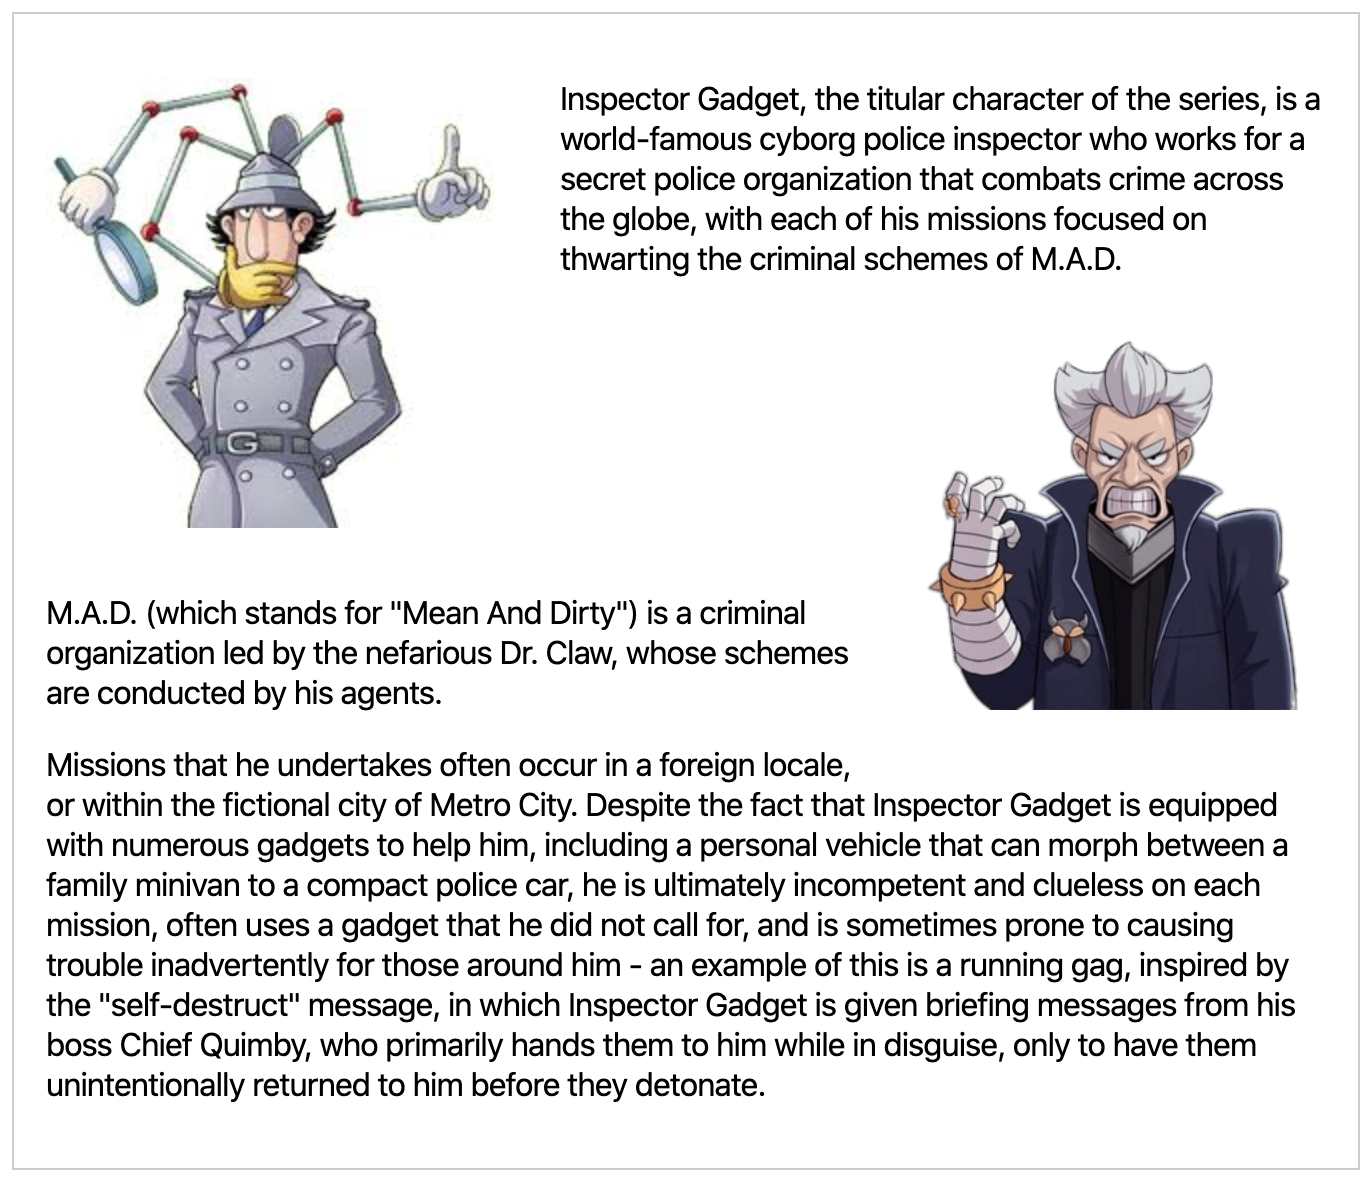 Inspector Gadget, the titular character of the series, is a
world-famous cyborg police inspector who works for a
secret police organization that combats crime across
the globe, with each of his missions focused on
thwarting the criminal schemes of M.A.D.
G
M.A.D. (which stands for "Mean And Dirty") is a criminal
organization led by the nefarious Dr. Claw, whose schemes
are conducted by his agents.
Missions that he undertakes often occur in a foreign locale,
or within the fictional city of Metro City. Despite the fact that Inspector Gadget is equipped
with numerous gadgets to help him, including a personal vehicle that can morph between a
family minivan to a compact police car, he is ultimately incompetent and clueless on each
mission, often uses a gadget that he did not call for, and is sometimes prone to causing
trouble inadvertently for those around him - an example of this is a running gag, inspired by
the "self-destruct" message, in which Inspector Gadget is given briefing messages from his
boss Chief Quimby, who primarily hands them to him while in disguise, only to have them
unintentionally returned to him before they detonate.